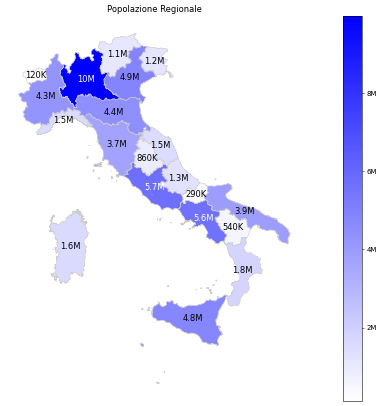 Popolazione Regionale
1.1M
1.2M
120K
10M
4.9M
8M
4.3M
4.4M
1.5M
3.7M
1.5M
860K
6M
1.3M
5.7M
290K
3.9M
5.6M
540K
1.6M
4M
1.8M
4.8M
2M